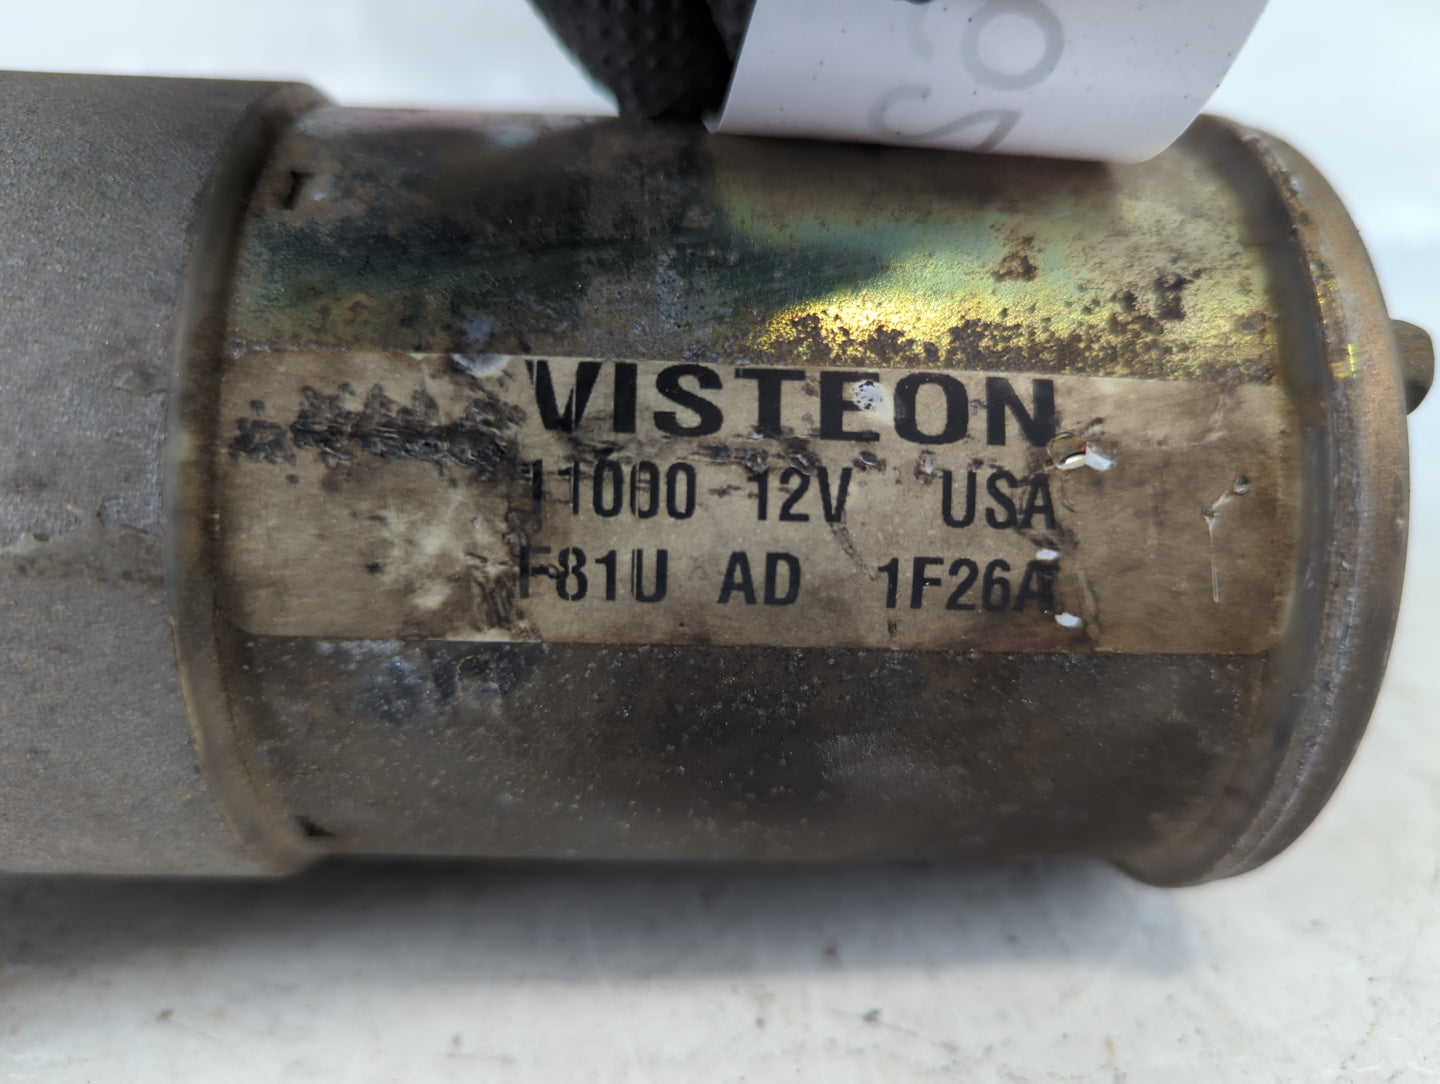 VISTEON
11000 12V USA
F81U AD 1F26A